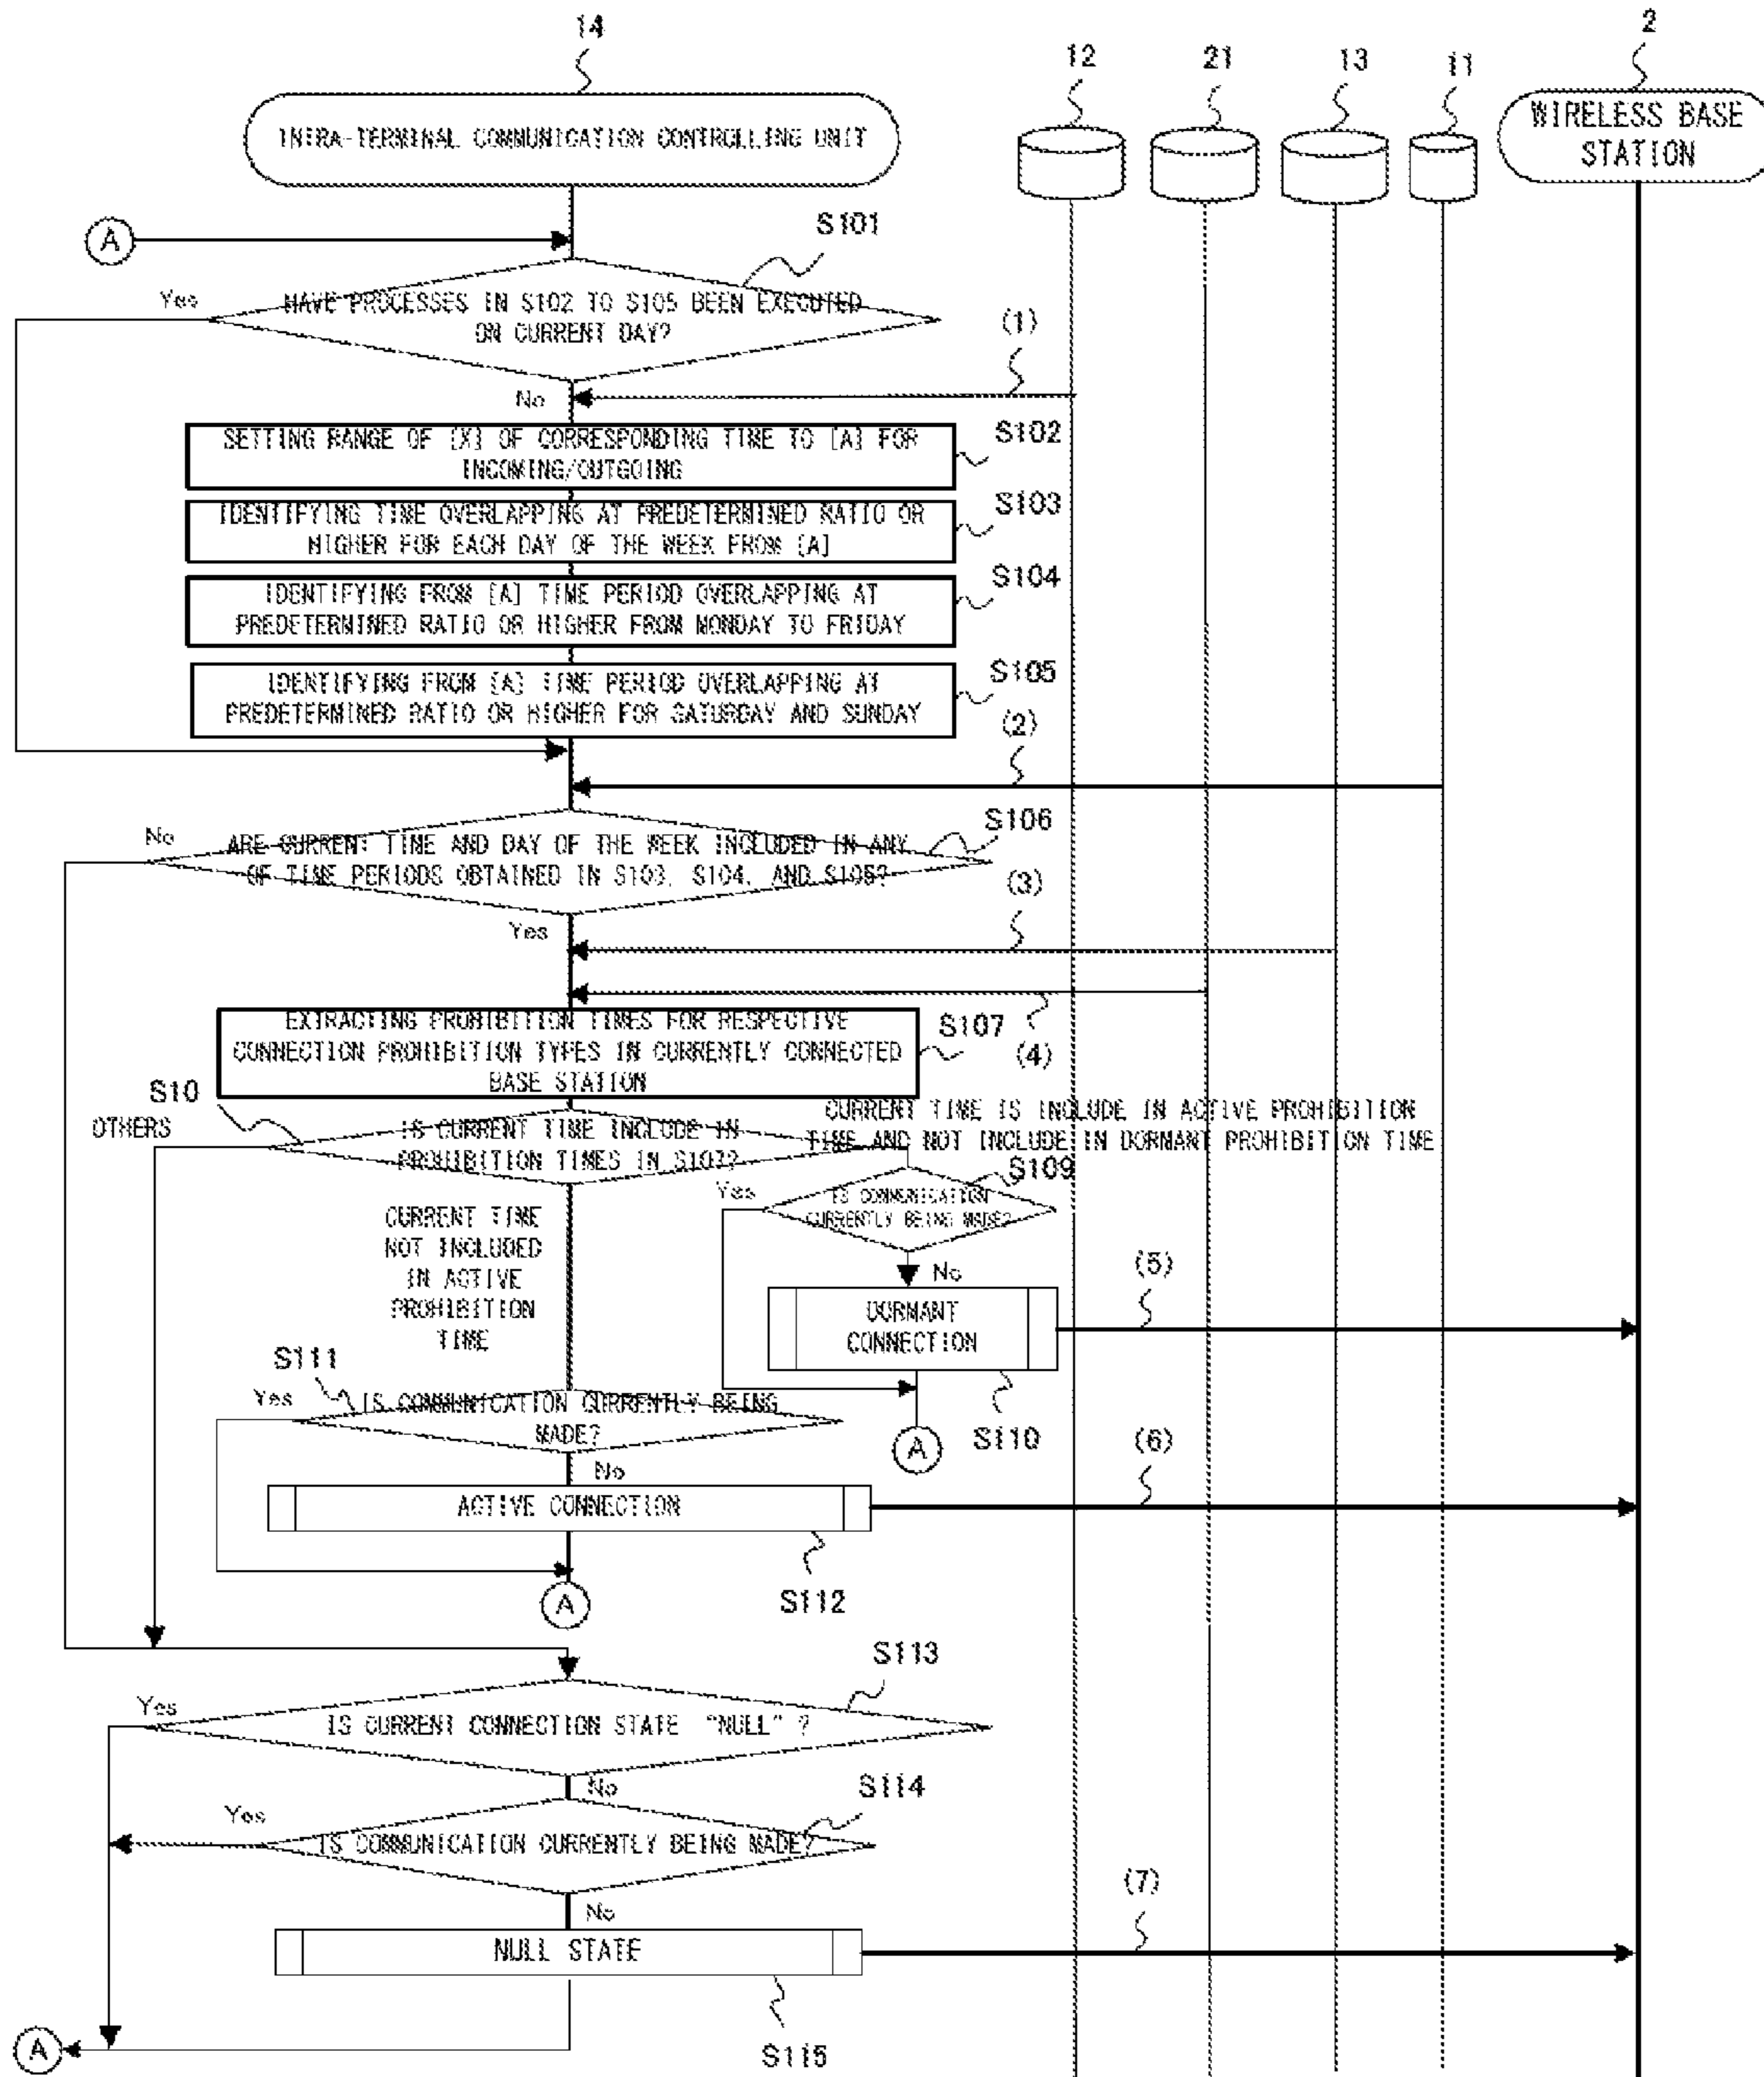 14
12
21
13
11
2
INTRA-TERMINAL COMMUNICATION CONTROLLING UNIT
WIRELESS BASE
STATION
A
S101
Yes
HAVE PROCESSES IN S102 TO S105 BEEN EXECUTED
ON CURRENT DAY?
(1)
No
SETTING RANGE OF [X] OF CORRESPONDING TIME TO [A] FOR
INCOMING/OUTGOING
S102
IDENTIFYING TIME OVERLAPPING AT PREDETERMINED RATIO OR
HIGHER FOR EACH DAY OF THE WEEK FROM [A]
S103
IDENTIFYING FROM [A] TIME PERIOD OVERLAPPING AT
PREDETERMINED RATIO OR HIGHER FROM MONDAY TO FRIDAY
S104
IDENTIFYING FROM [A] TIME PERIOD OVERLAPPING AT
PREDETERMINED RATIO OR HIGHER FOR SATURDAY AND SUNDAY
S105
(2)
No
ARE CURRENT TIME AND DAY OF THE WEEK INCLUDED IN ANY
OF TIME PERIODS OBTAINED IN S103, S104, AND S105?
S106
(3)
Yes
EXTRACTING PROHIBITION TIMES FOR RESPECTIVE
CONNECTION PROHIBITION TYPES IN CURRENTLY CONNECTED
BASE STATION
S107
(4)
S10
OTHERS
IS CURRENT TIME INCLUDE IN
PROHIBITION TIMES IN S107?
CURRENT TIME IS INCLUDE IN ACTIVE PROHIBITION
TIME AND NOT INCLUDE IN DORMANT PROHIBITION TIME
S109
Yes
IS COMMUNICATION
CURRENTLY BEING MADE?
CURRENT TIME
NOT INCLUDED
IN ACTIVE
PROHIBITION
TIME
No
(5)
DORMANT
CONNECTION
S110
A
S111
Yes
IS COMMUNICATION CURRENTLY BEING
MADE?
No
(6)
ACTIVE CONNECTION
S112
A
S113
Yes
IS CURRENT CONNECTION STATE "NULL" ?
No
S114
Yes
IS COMMUNICATION CURRENTLY BEING MADE?
No
(7)
NULL STATE
S115
A